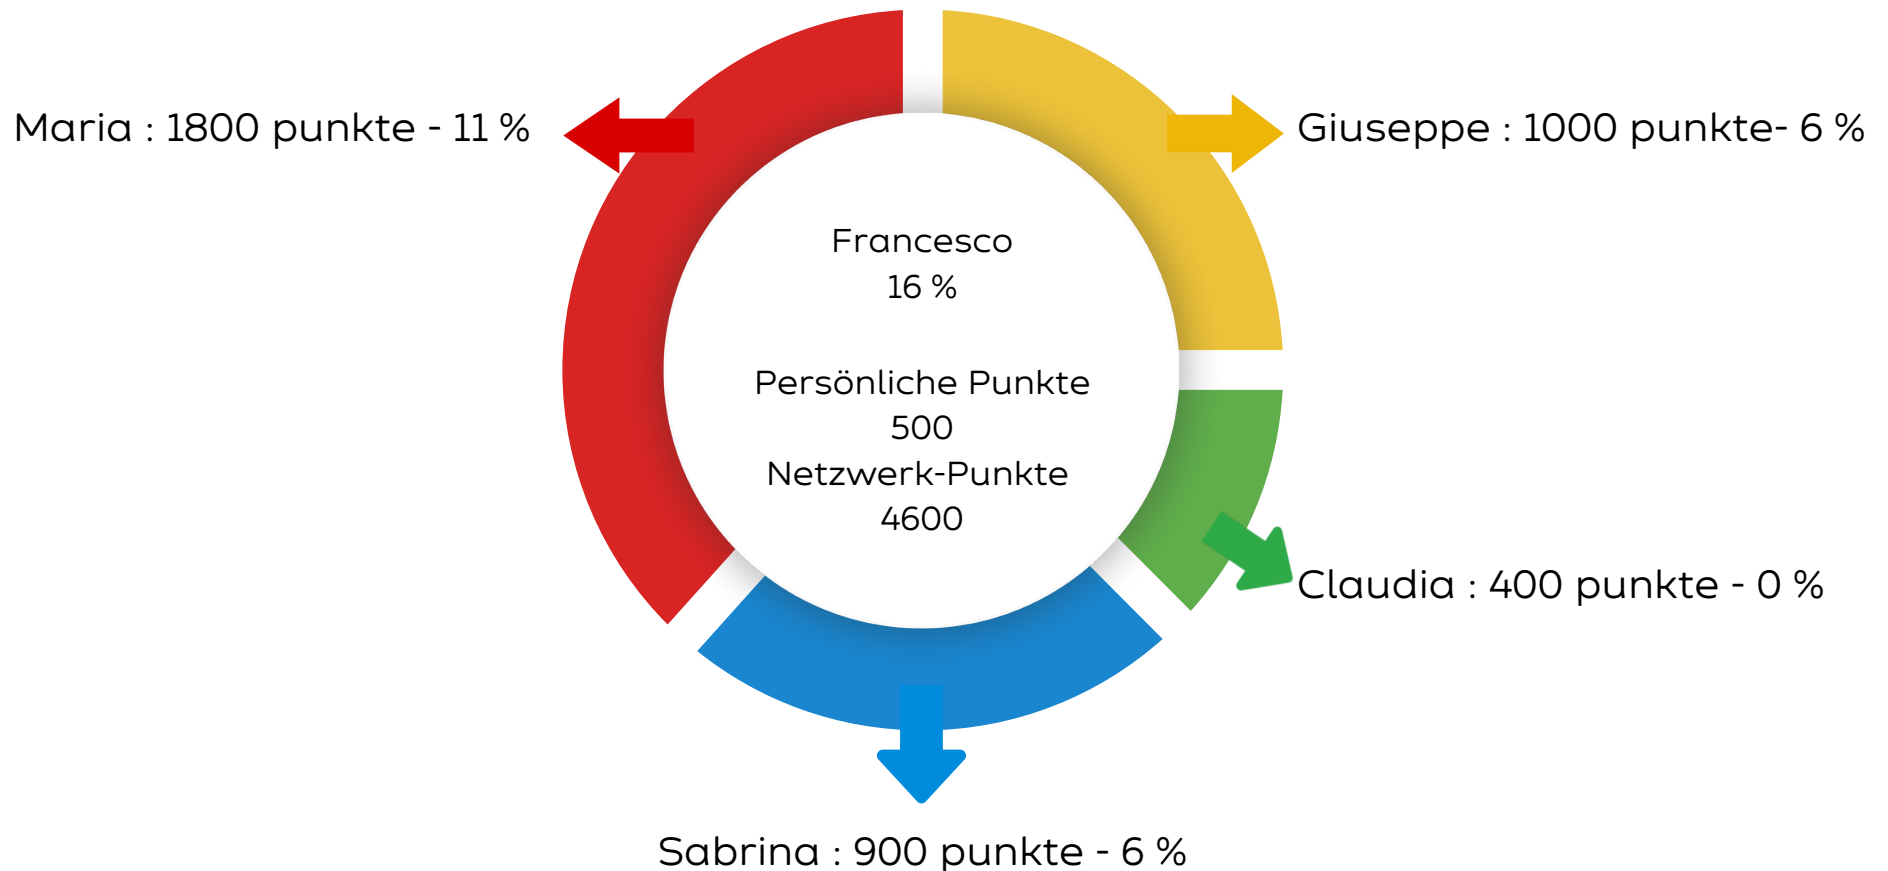 Maria : 1800 punkte - 11 %
Giuseppe : 1000 punkte- 6 %
Francesco
16 %
Persönliche Punkte
500
Netzwerk-Punkte
4600
Claudia : 400 punkte - 0 %
Sabrina : 900 punkte - 6 %